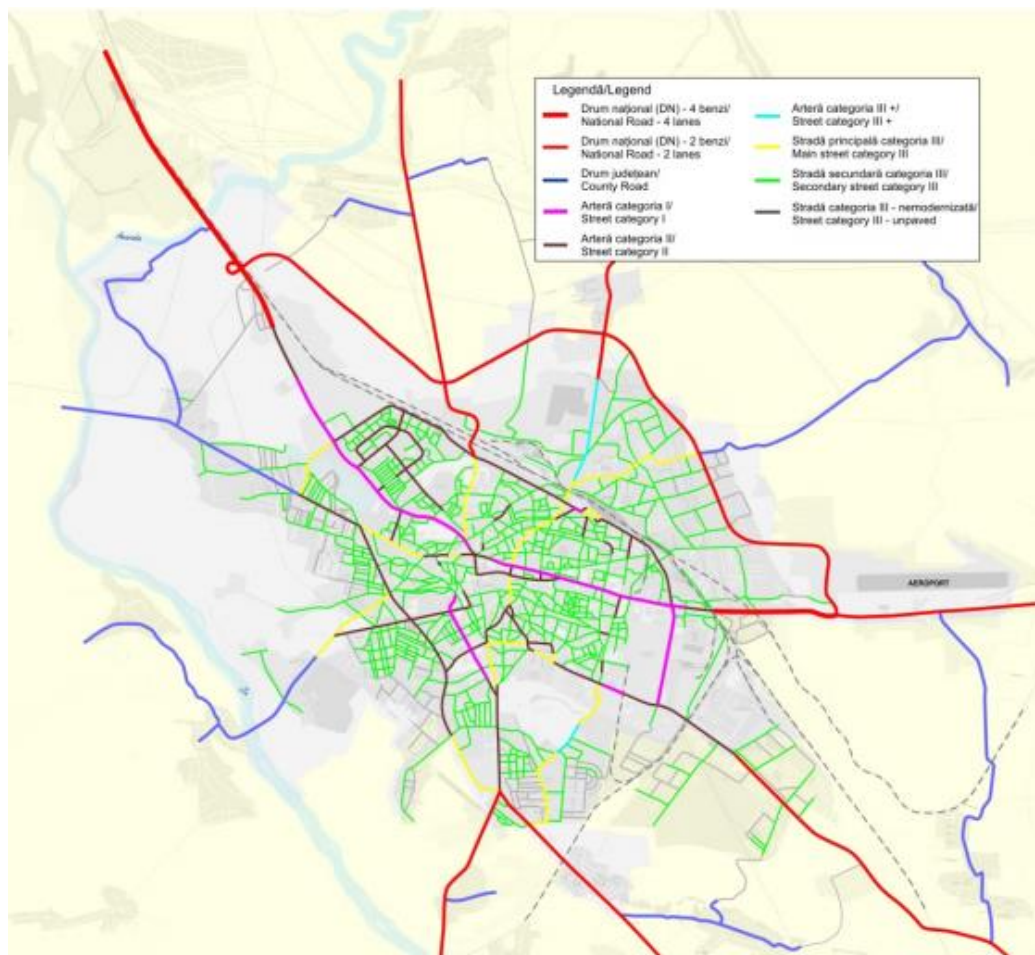 Legendă/Legend
Drum național (DN) - 4 benzi/
National Road - 4 lanes
Drum național (DN) - 2 benzi/
National Road - 2 lanes
Drum județean/
County Road
Arteră categoria I/
Street category I
Arteră categoria II/
Street category II
Arteră categoria III +/
Street category III +
Stradă principală categoria III/
Main street category III
Stradă secundară categoria III/
Secondary street category III
Stradă categoria III - nemodernizată/
Street category III - unpaved
AEROPORT